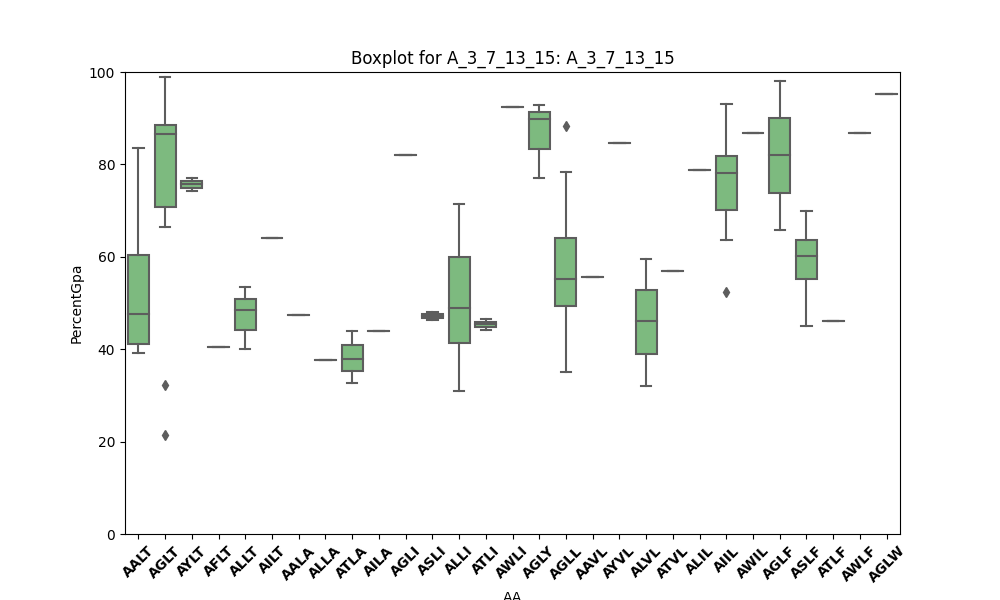 Boxplot for A_3_7_13_15: A_3_7_13_15
100
80
60
40
20
0
PercentGpa
AALT AGLT AYLT AFLT ALLT AILT AALA ALLA ATLA AILA AGLI ASLI ALLI ATLI AWLI AGLY AGLL AAVL AYVL ALVL ATVL ALIL AIIL AWIL AGLF ASLF ATLF AWLF AGLW
AA